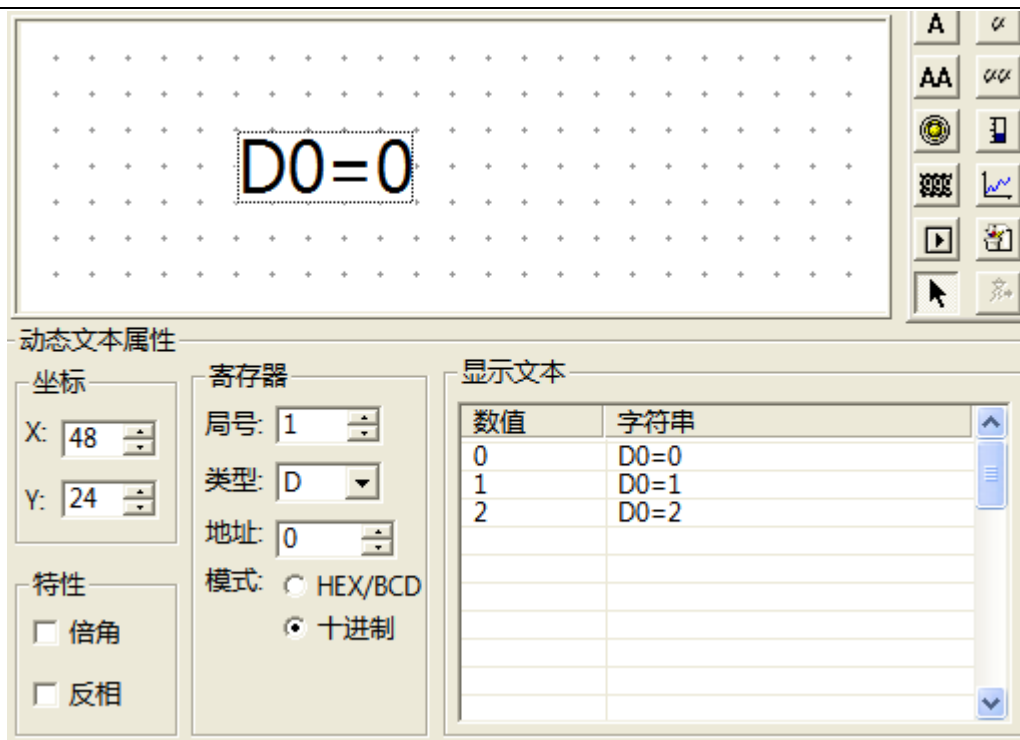 A α
AA αα
D0=0
动态文本属性
坐标
X: 48
Y: 24
特性
倍角
反相
寄存器
局号: 1
类型: D
地址: 0
模式: HEX/BCD
十进制
显示文本
数值 字符串
0 D0=0
1 D0=1
2 D0=2